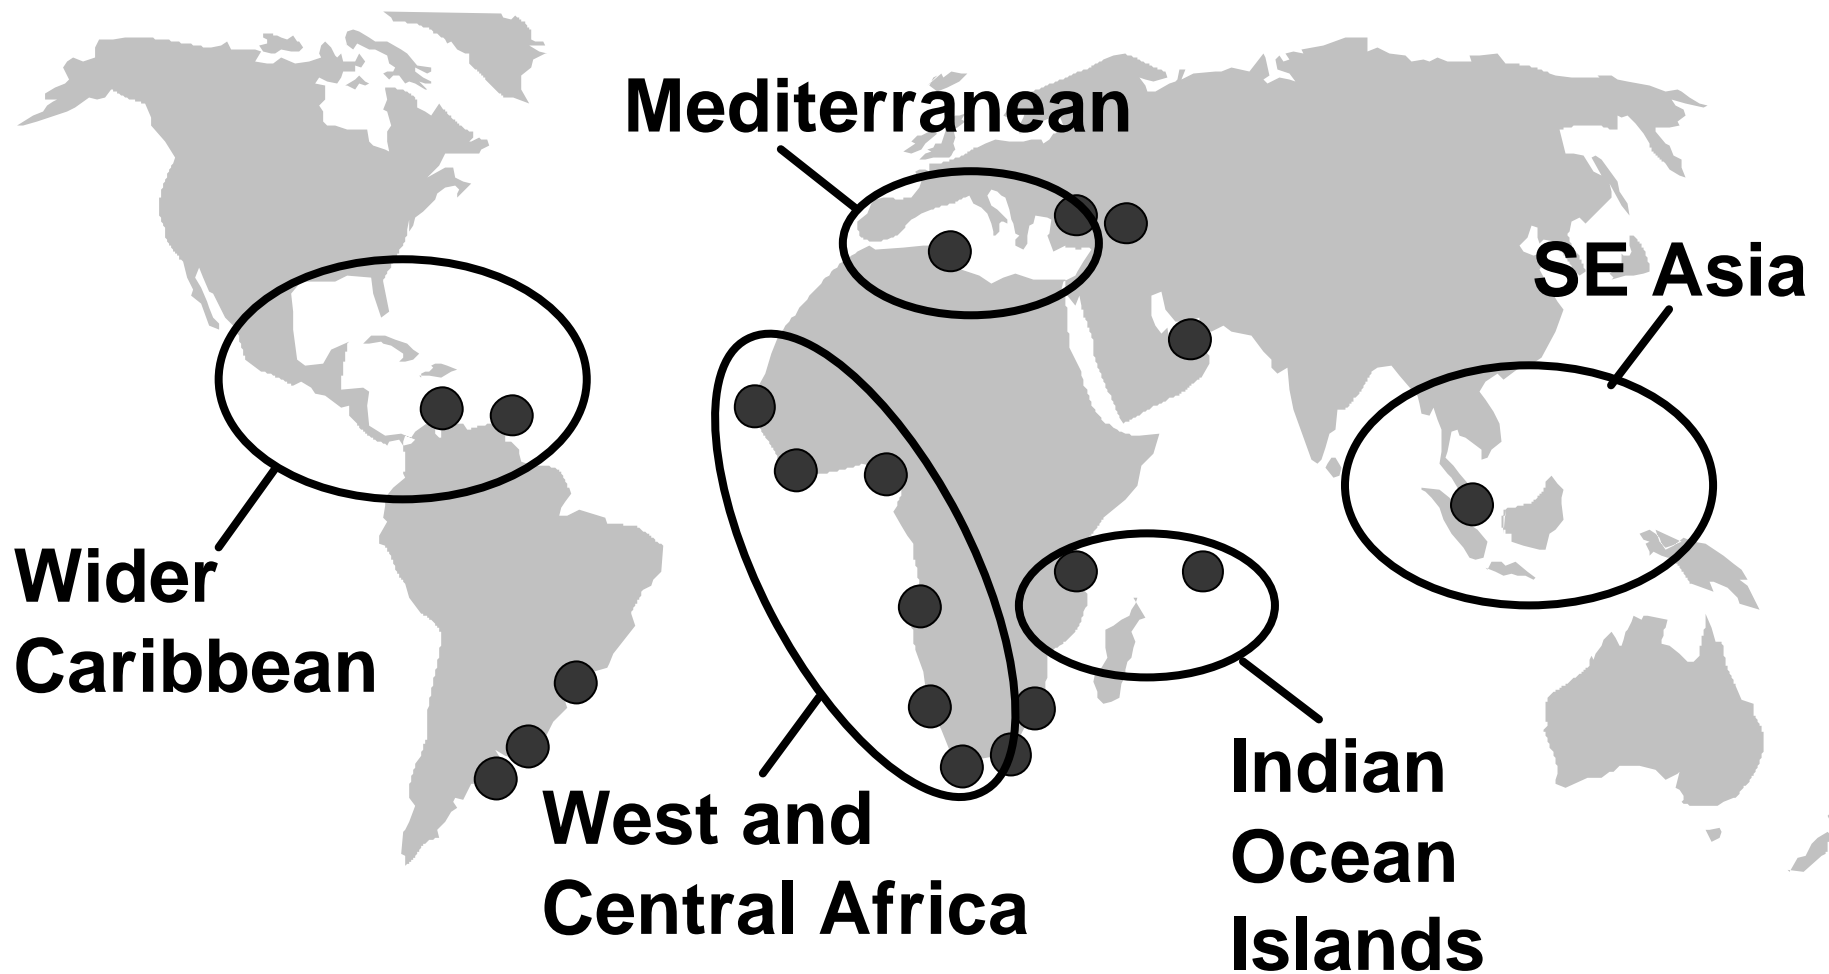 Mediterranean
SE Asia
Wider
Caribbean
West and
Central Africa
Indian
Ocean
Islands